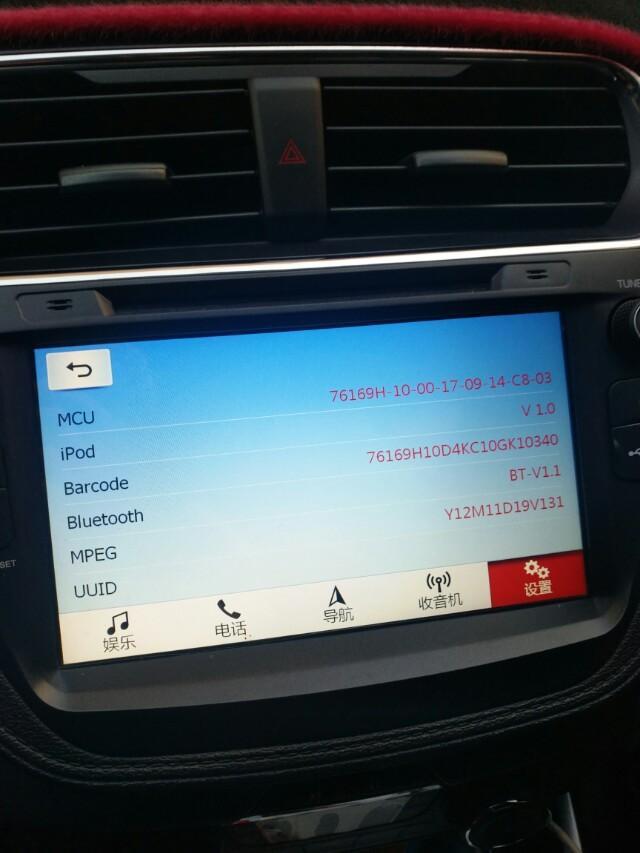 TUNE
MCU 76169H-10-00-17-09-14-C8-03
iPod V 1.0
Barcode 76169H10D4KC10GK10340
Bluetooth BT-V1.1
MPEG Y12M11D19V131
UUID
娱乐 电话 导航 收音机 设置